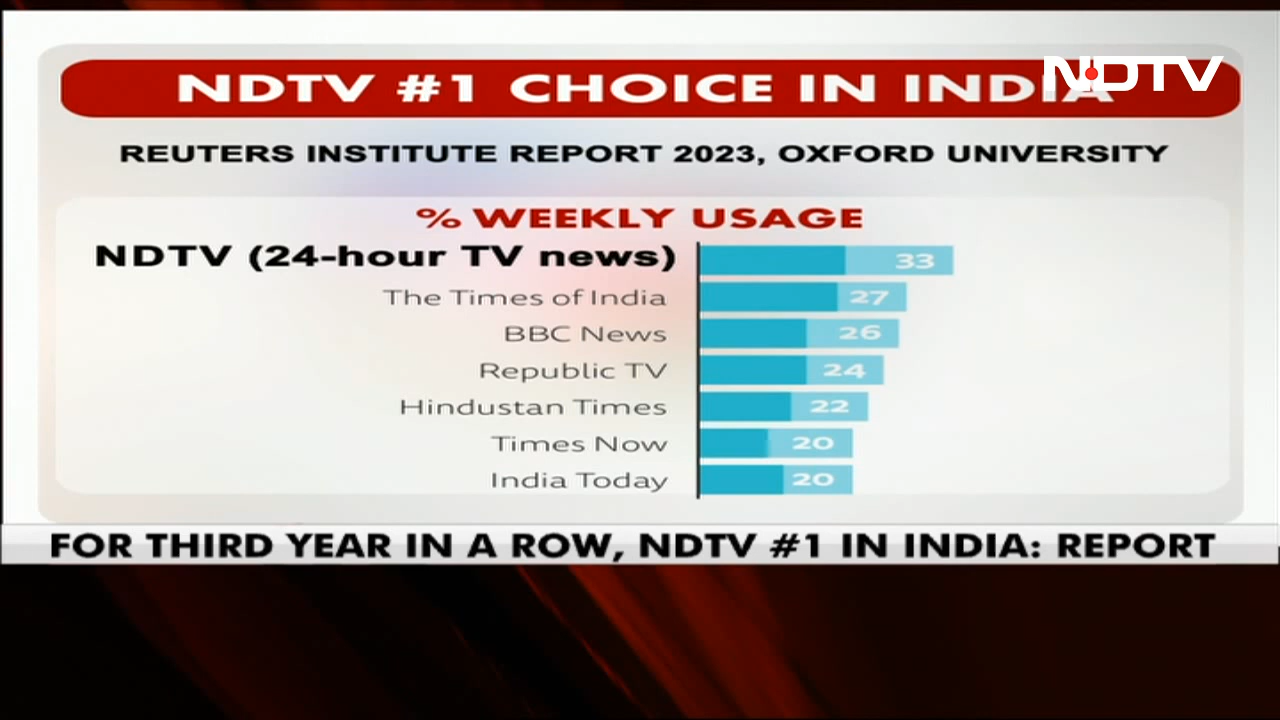 NDTV #1 CHOICE IN INDIA
NDTV
REUTERS INSTITUTE REPORT 2023, OXFORD UNIVERSITY
% WEEKLY USAGE
NDTV (24-hour TV news) 33
The Times of India 27
BBC News 26
Republic TV 24
Hindustan Times 22
Times Now 20
India Today 20
FOR THIRD YEAR IN A ROW, NDTV #1 IN INDIA: REPORT